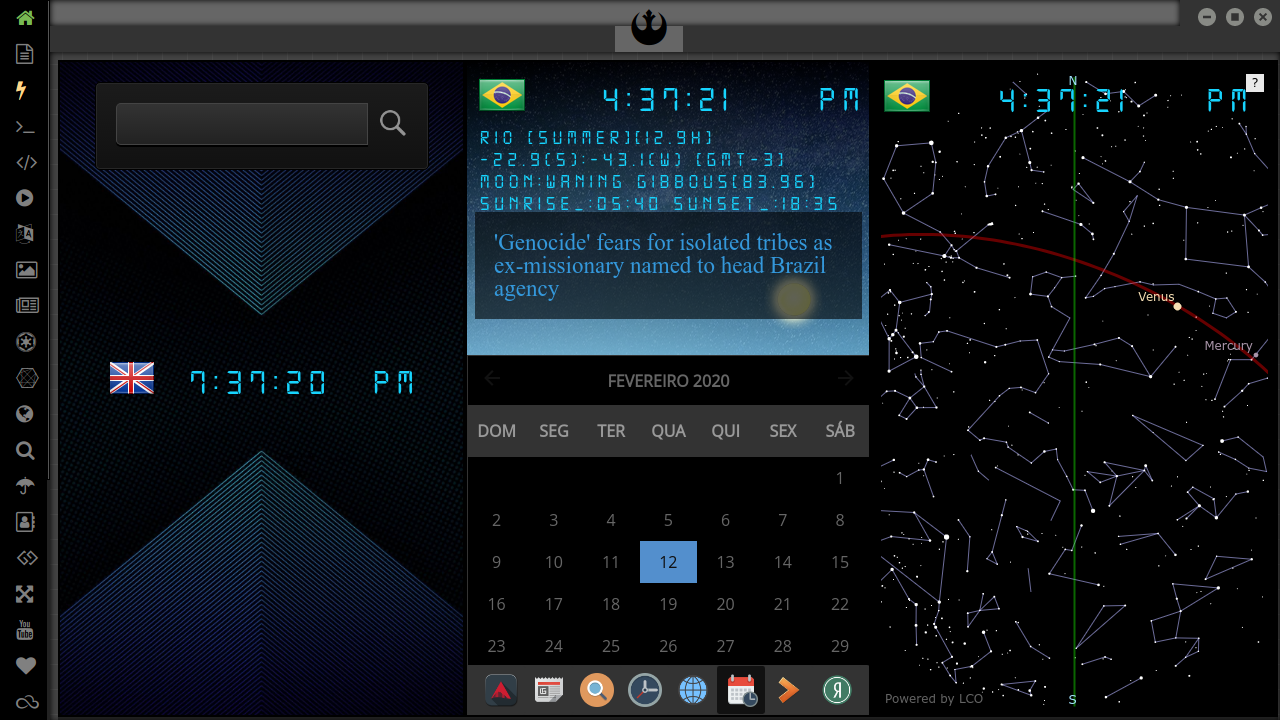 7:37:20 PM
4:37:21 PM
RIO [SUMMER][12.9H]
-22.9(S):-43.1(W) [GMT-3]
MOON:WANING GIBBOUS[83.96]
SUNRISE_:05:40 SUNSET_:18:35
'Genocide' fears for isolated tribes as
ex-missionary named to head Brazil
agency
FEVEREIRO 2020
DOM SEG TER QUA QUI SEX SÁB
1
2 3 4 5 6 7 8
9 10 11 12 13 14 15
16 17 18 19 20 21 22
23 24 25 26 27 28 29
Я
N
?
4:37:21 PM
Venus
Mercury
Powered by LCO
S
You
Tube